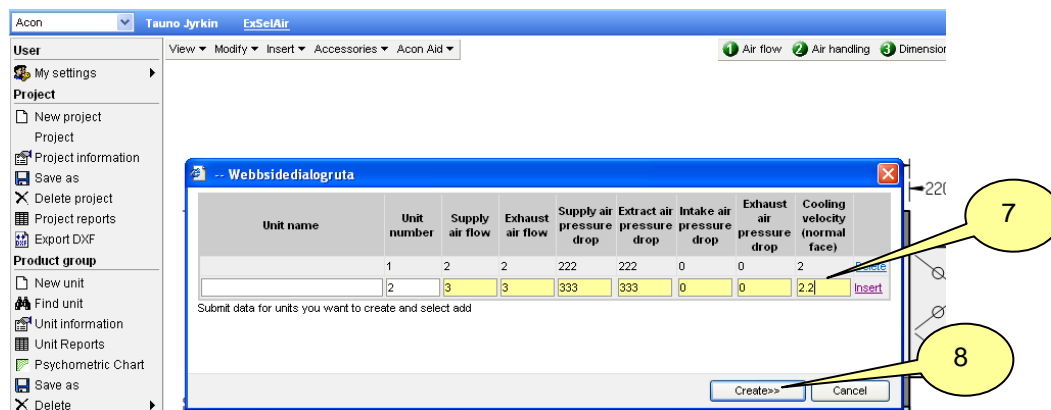 Acon Tauno Jyrkin ExSelAir
User
View Modify Insert Accessories Acon Aid
1 Air flow 2 Air handling 3 Dimension
My settings
Project
New project
Project
Project information
Save as
Delete project
Project reports
Export DXF
Product group
New unit
Find unit
Unit information
Unit Reports
Psychometric Chart
Save as
Delete
-- Webbsidedialogruta
Unit name Unit number Supply air flow Exhaust air flow Supply air pressure drop Extract air pressure drop Intake air pressure drop Exhaust air pressure drop Cooling velocity (normal face)
1 2 2 222 222 0 0 2 Delete
2 3 3 333 333 0 0 2.2 Insert
Submit data for units you want to create and select add
Create>> Cancel
220
7
8